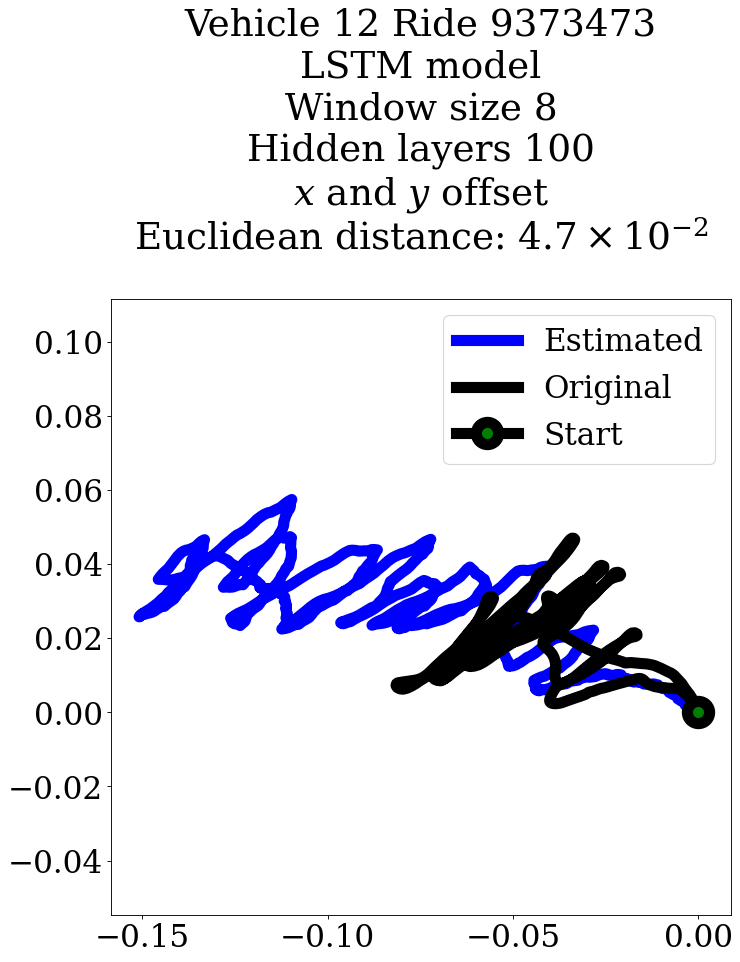 Vehicle 12 Ride 9373473
LSTM model
Window size 8
Hidden layers 100
x and y offset
Euclidean distance: 4.7 × 10⁻²
Estimated
Original
Start
0.10
0.08
0.06
0.04
0.02
0.00
−0.02
−0.04
−0.15 −0.10 −0.05 0.00